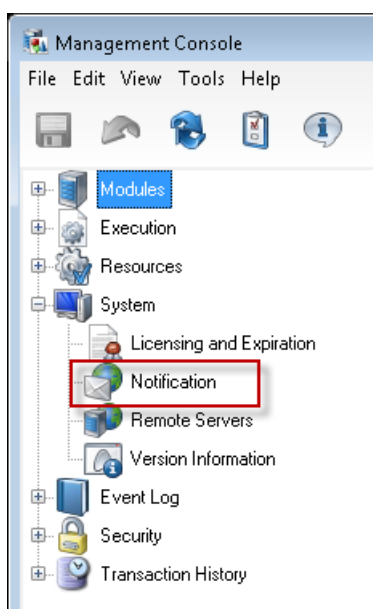 Management Console
File Edit View Tools Help
Modules
Execution
Resources
System
Licensing and Expiration
Notification
Remote Servers
Version Information
Event Log
Security
Transaction History